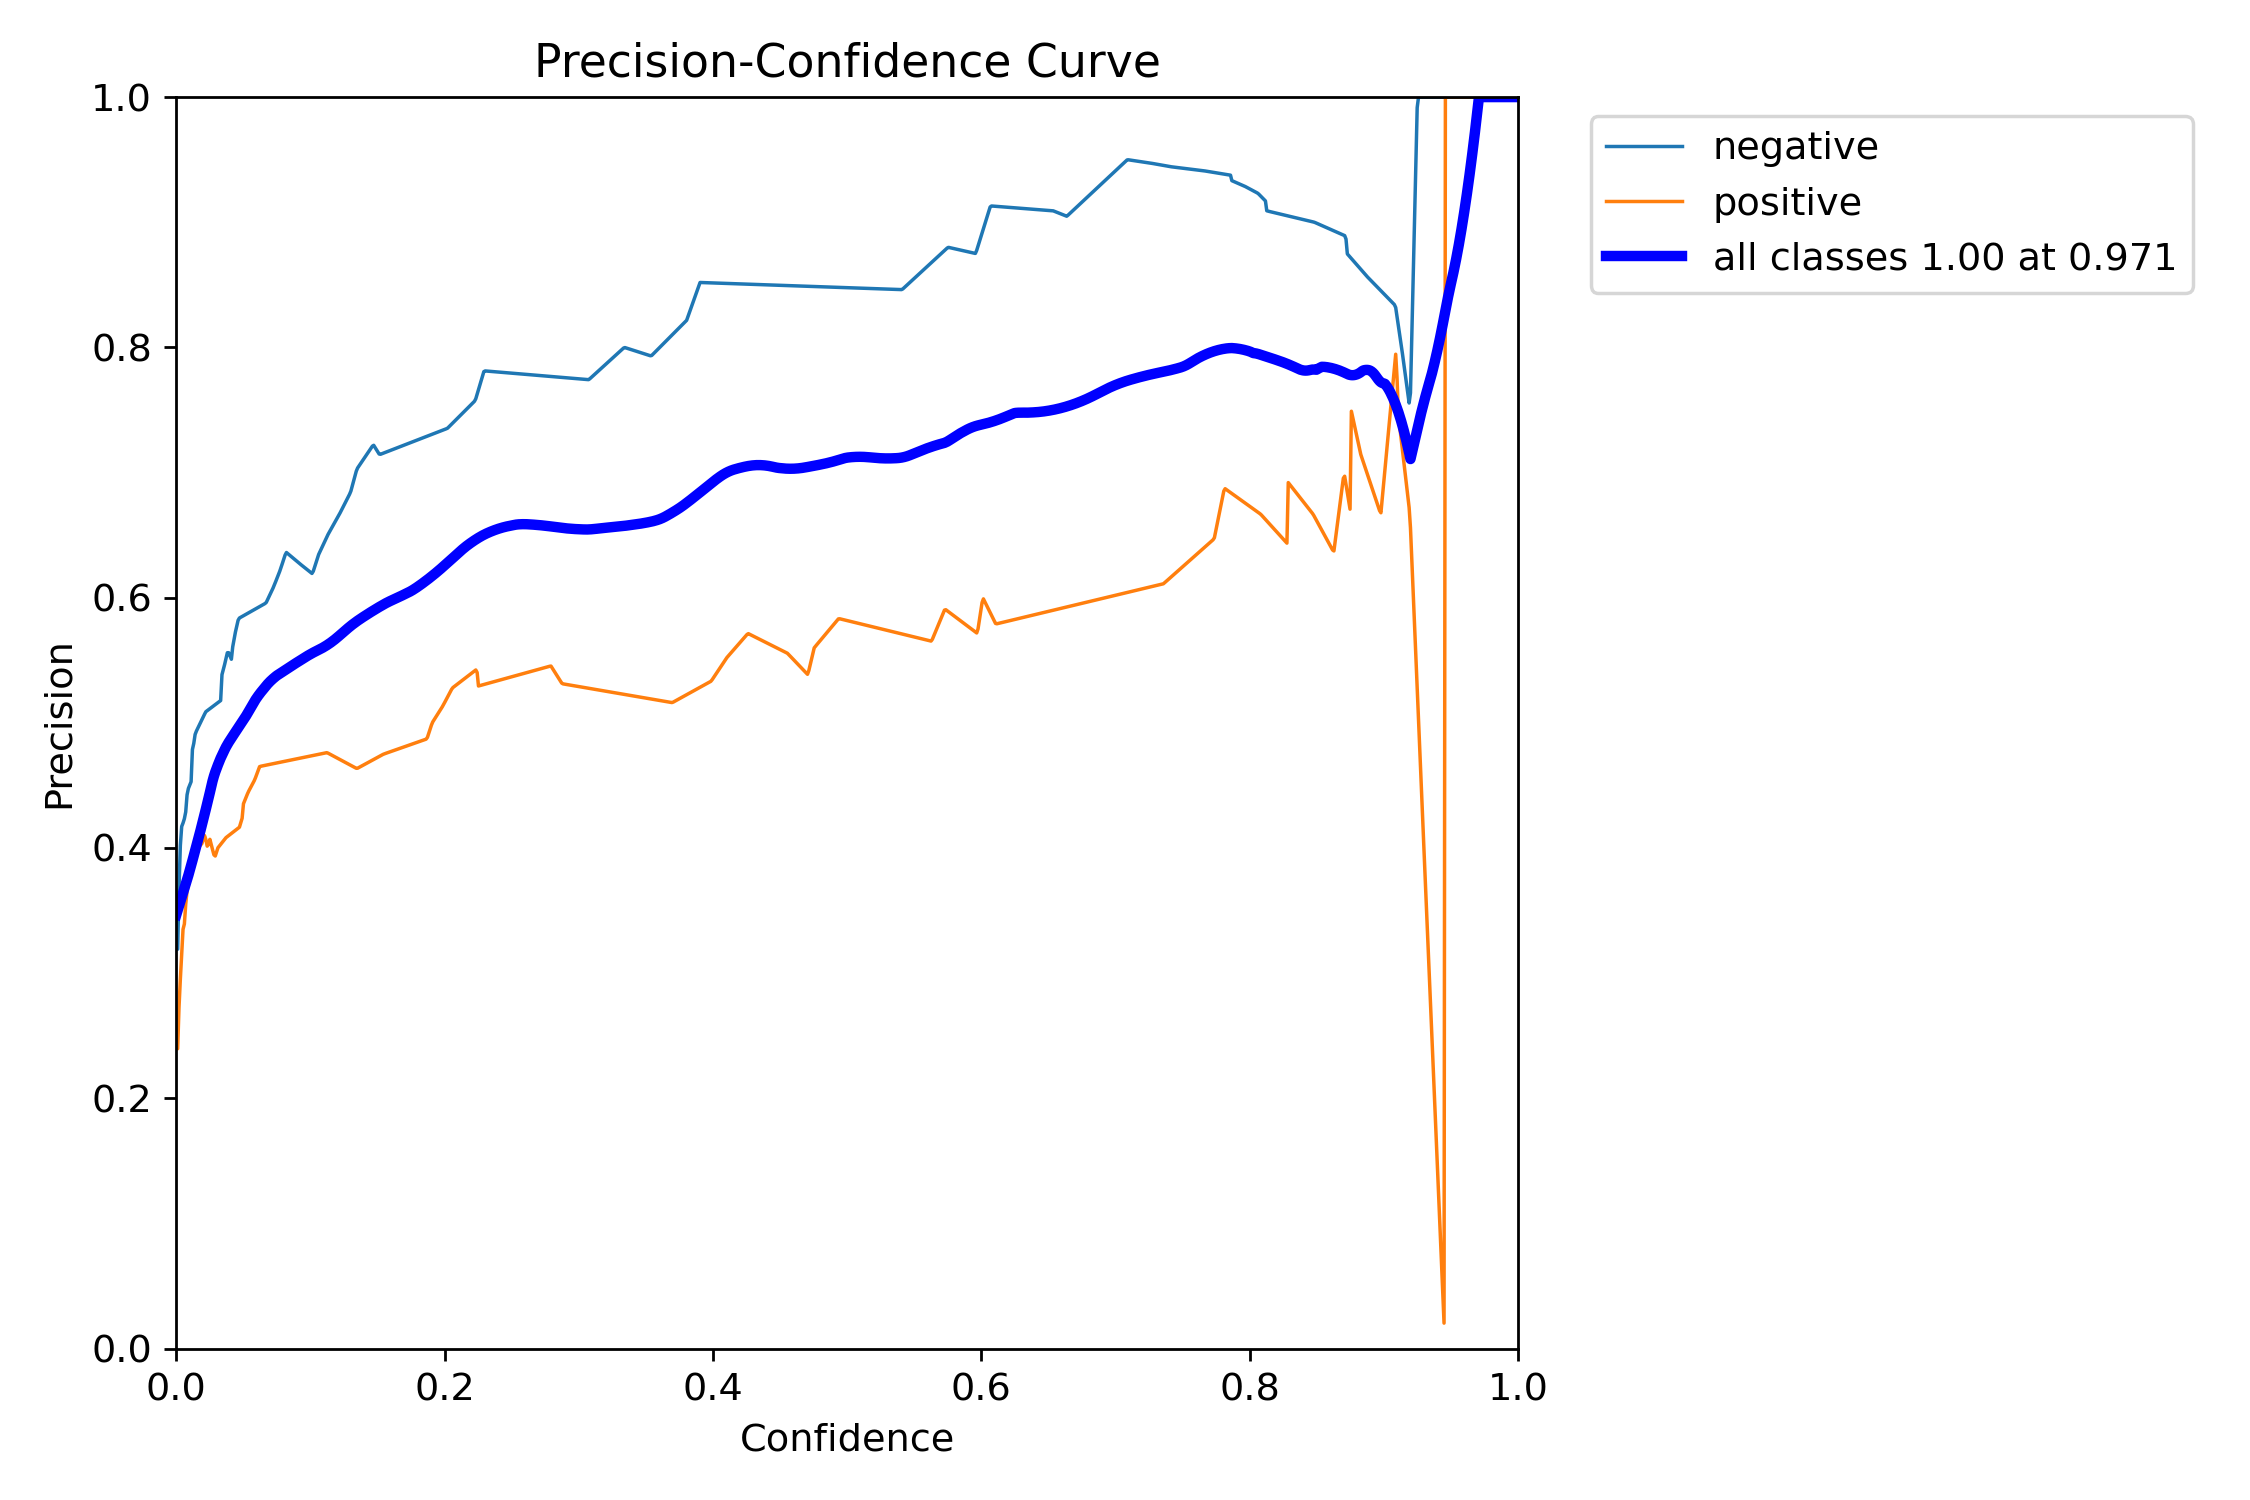 Precision-Confidence Curve
1.0
0.8
0.6
0.4
0.2
0.0
Precision
0.0 0.2 0.4 0.6 0.8 1.0
Confidence
negative
positive
all classes 1.00 at 0.971